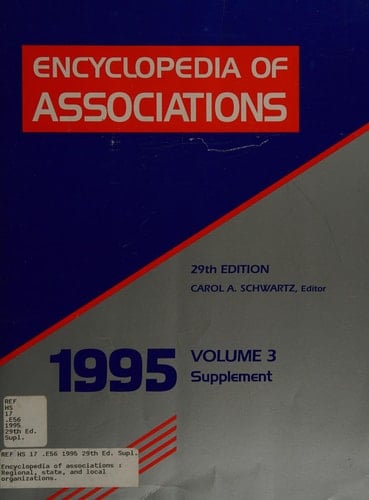 ENCYCLOPEDIA OF
ASSOCIATIONS
29th EDITION
CAROL A. SCHWARTZ, Editor
1995
VOLUME 3
Supplement
REF
HS
17
.E56
1995
29th Ed.
Supl.
REF HS 17 .E56 1995 29th Ed. Supl.
Encyclopedia of associations :
Regional, state, and local
organizations.